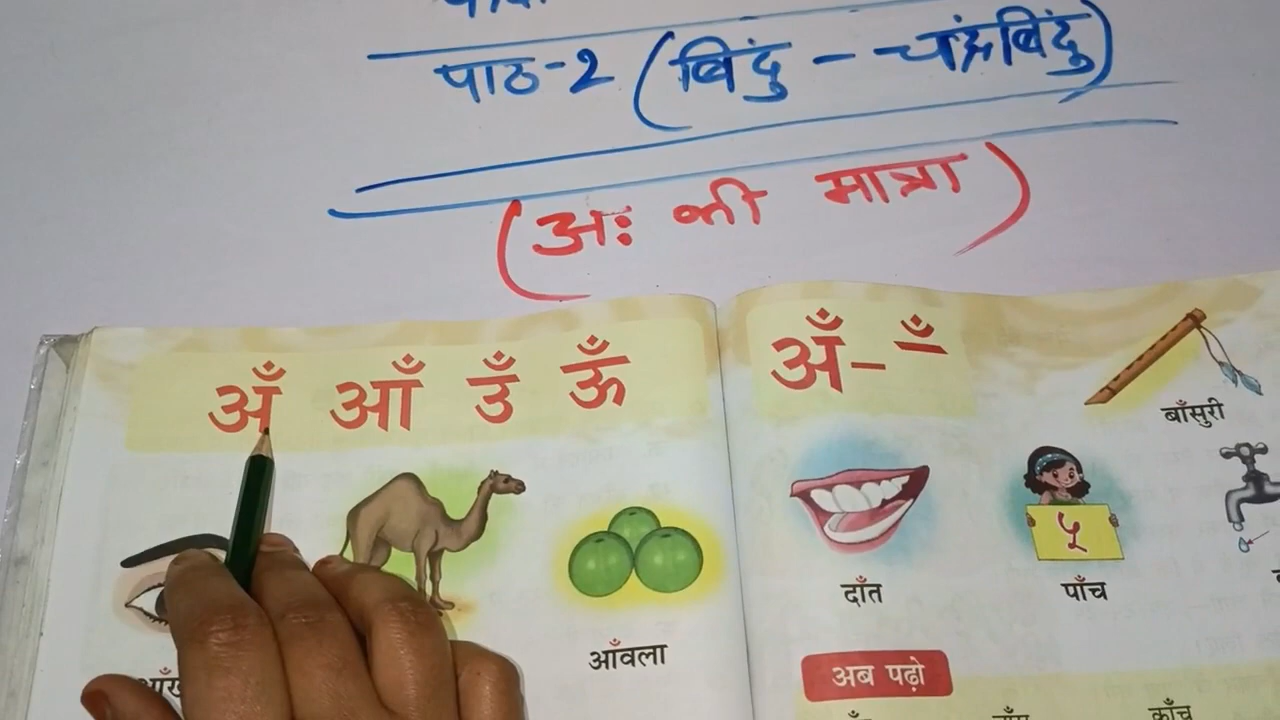 पाठ-2 (बिंदु - चंद्रबिंदु)
(अः की मात्रा)
अँ आँ उँ ऊँ
आँवला
अँ- ँ
बाँसुरी
दाँत
५
पाँच
अब पढ़ो
काँच